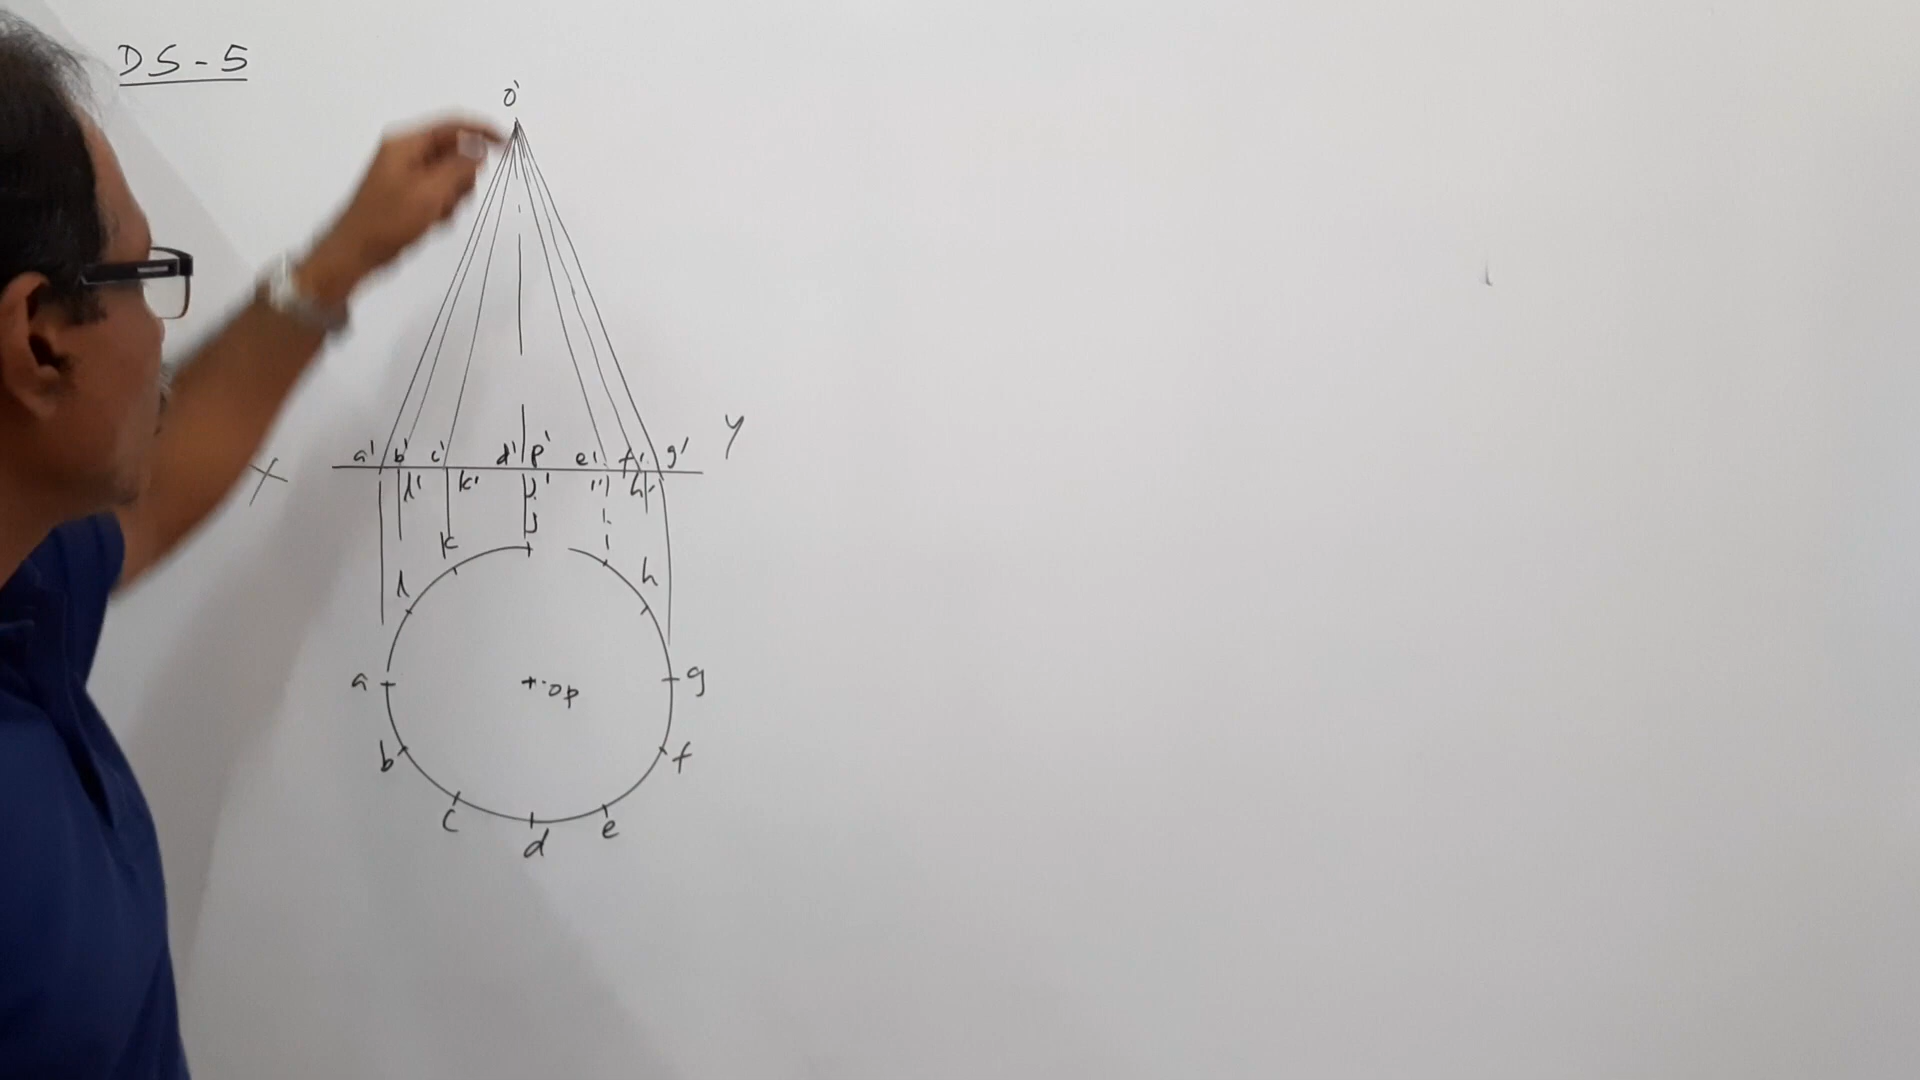 DS-5
o'
Y
a' b' c' d' p' e' f' g'
X
l' k' j' i' h'
j i
k
l h
a + op g
b f
c e
d